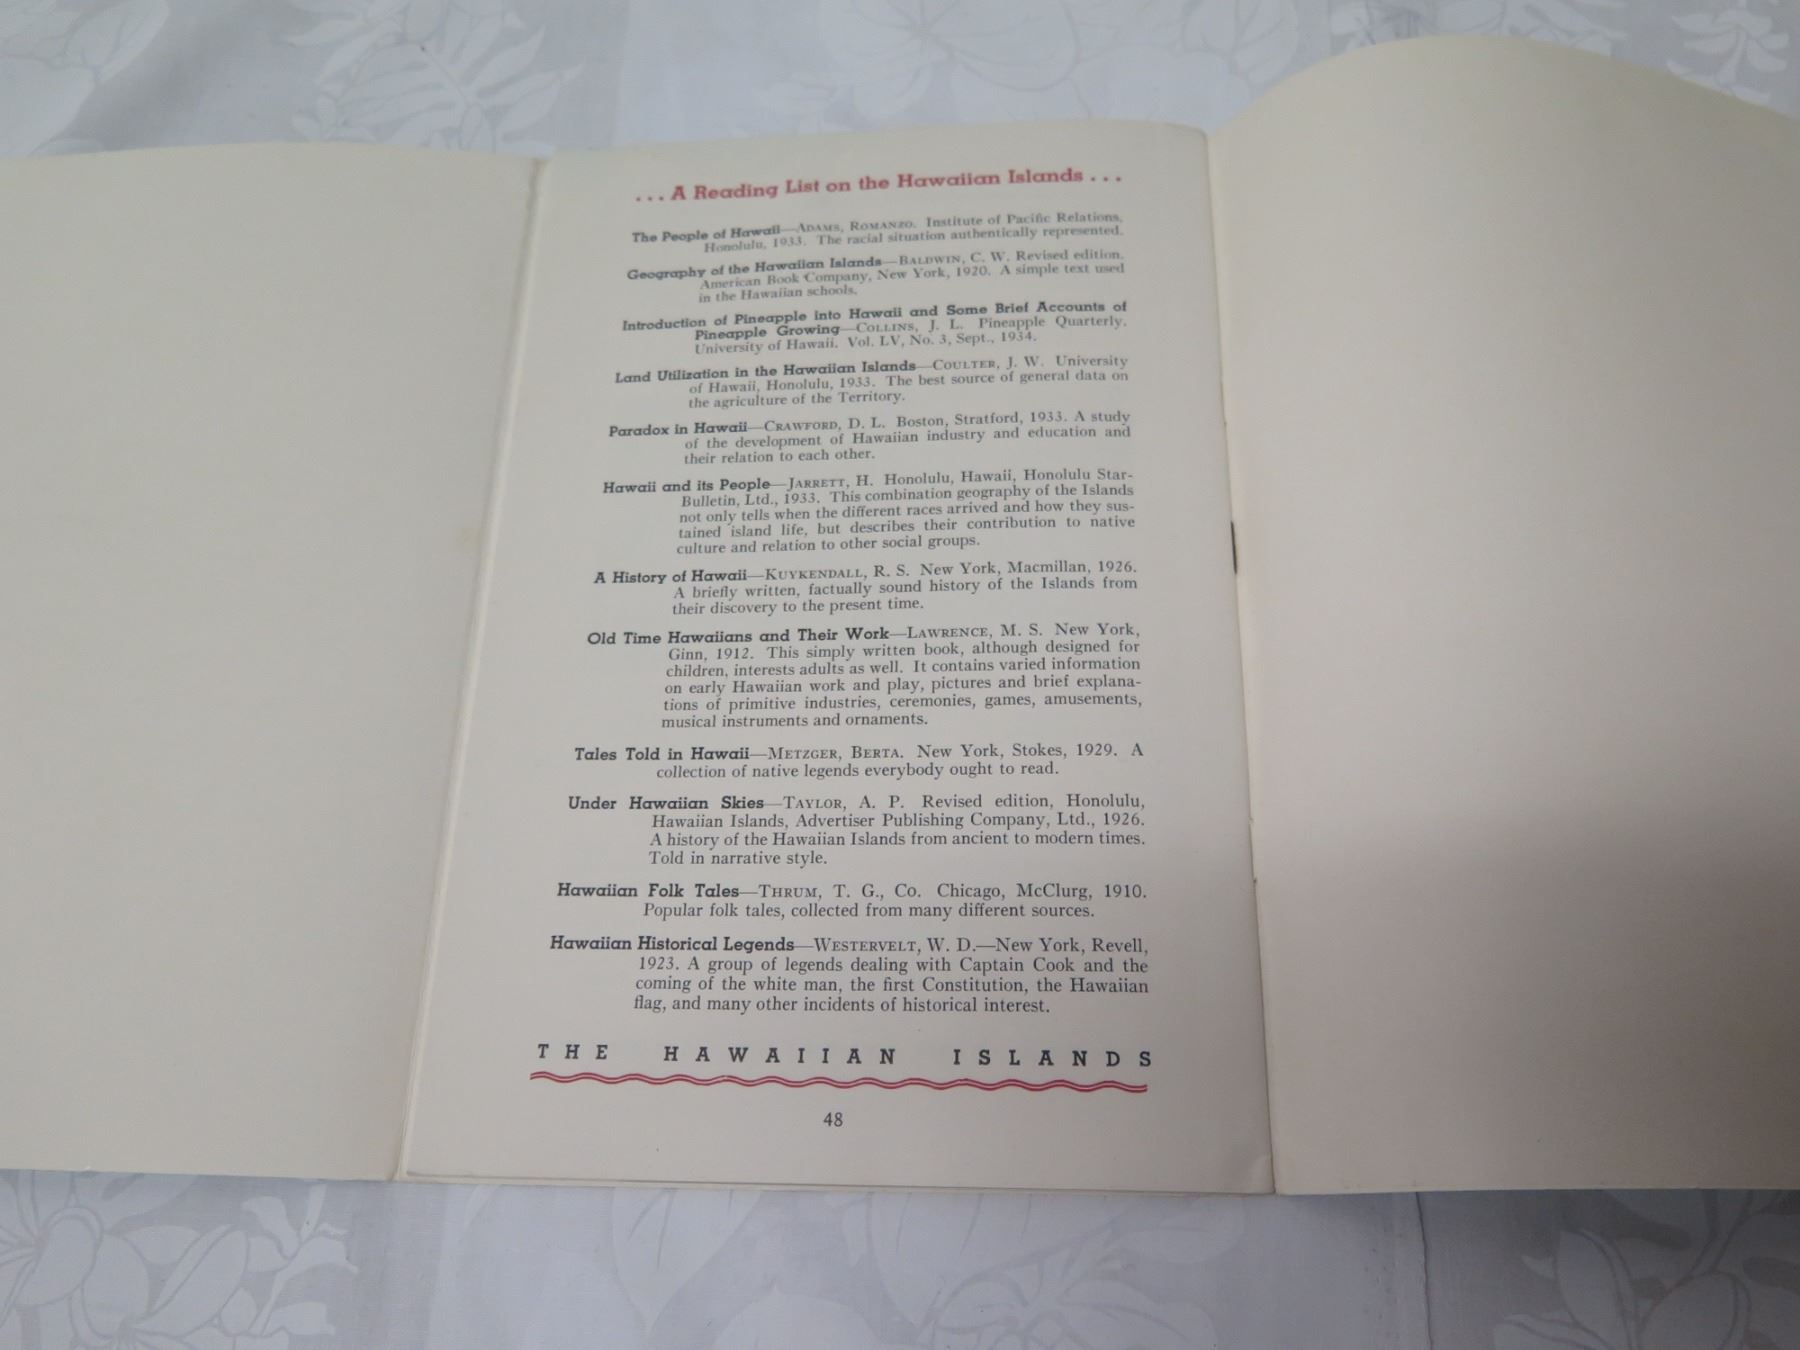 . . . A Reading List on the Hawaiian Islands . . .
The People of Hawaii—ADAMS, ROMANZO. Institute of Pacific Relations,
Honolulu, 1933. The racial situation authentically represented.
Geography of the Hawaiian Islands—BALDWIN, C. W. Revised edition.
American Book Company, New York, 1920. A simple text used
in the Hawaiian schools.
Introduction of Pineapple into Hawaii and Some Brief Accounts of
Pineapple Growing—COLLINS, J. L. Pineapple Quarterly.
University of Hawaii. Vol. LV, No. 3, Sept., 1934.
Land Utilization in the Hawaiian Islands—COULTER, J. W. University
of Hawaii, Honolulu, 1933. The best source of general data on
the agriculture of the Territory.
Paradox in Hawaii—CRAWFORD, D. L. Boston, Stratford, 1933. A study
of the development of Hawaiian industry and education and
their relation to each other.
Hawaii and its People—JARRETT, H. Honolulu, Hawaii, Honolulu Star-
Bulletin, Ltd., 1933. This combination geography of the Islands
not only tells when the different races arrived and how they sus-
tained island life, but describes their contribution to native
culture and relation to other social groups.
A History of Hawaii—KUYKENDALL, R. S. New York, Macmillan, 1926.
A briefly written, factually sound history of the Islands from
their discovery to the present time.
Old Time Hawaiians and Their Work—LAWRENCE, M. S. New York,
Ginn, 1912. This simply written book, although designed for
children, interests adults as well. It contains varied information
on early Hawaiian work and play, pictures and brief explana-
tions of primitive industries, ceremonies, games, amusements,
musical instruments and ornaments.
Tales Told in Hawaii—METZGER, BERTA. New York, Stokes, 1929. A
collection of native legends everybody ought to read.
Under Hawaiian Skies—TAYLOR, A. P. Revised edition, Honolulu,
Hawaiian Islands, Advertiser Publishing Company, Ltd., 1926.
A history of the Hawaiian Islands from ancient to modern times.
Told in narrative style.
Hawaiian Folk Tales—THRUM, T. G., Co. Chicago, McClurg, 1910.
Popular folk tales, collected from many different sources.
Hawaiian Historical Legends—WESTERVELT, W. D.—New York, Revell,
1923. A group of legends dealing with Captain Cook and the
coming of the white man, the first Constitution, the Hawaiian
flag, and many other incidents of historical interest.
THE HAWAIIAN ISLANDS
48